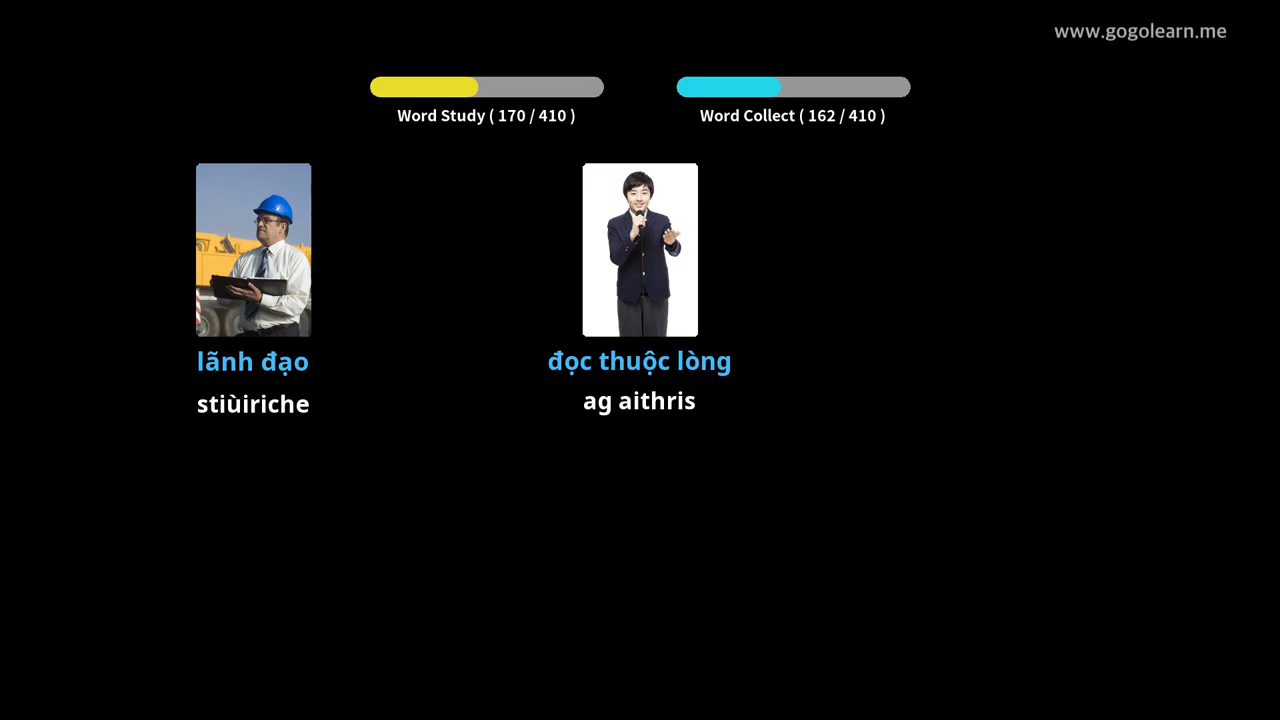 www.gogolearn.me
Word Study ( 170 / 410 )
Word Collect ( 162 / 410 )
lãnh đạo
stiùiriche
đọc thuộc lòng
ag aithris